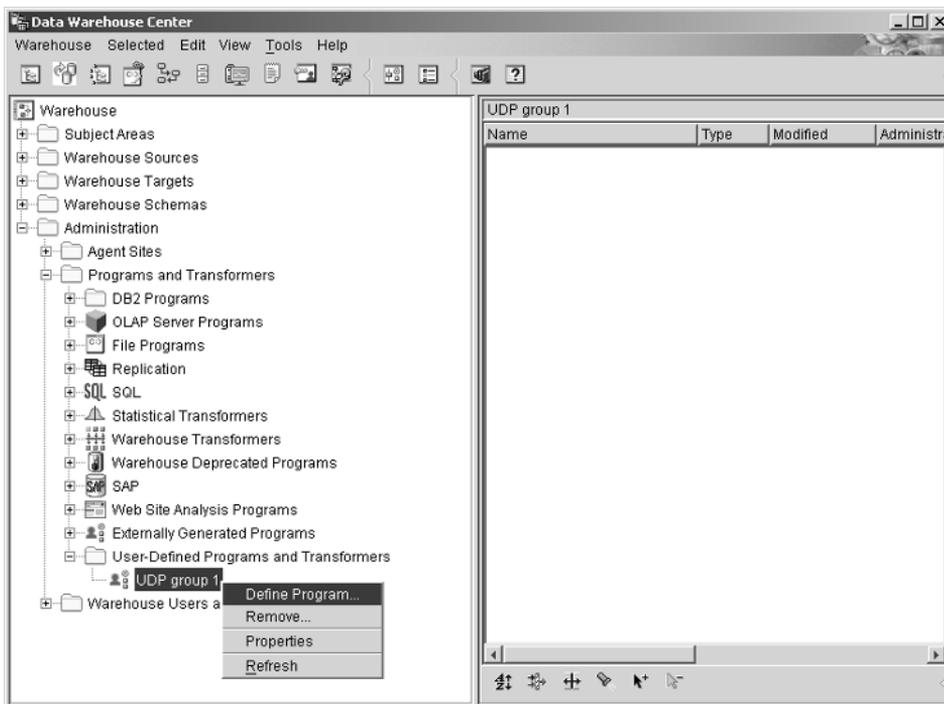 Data Warehouse Center
Warehouse Selected Edit View Tools Help
Warehouse
Subject Areas
Warehouse Sources
Warehouse Targets
Warehouse Schemas
Administration
Agent Sites
Programs and Transformers
DB2 Programs
OLAP Server Programs
File Programs
Replication
SQL SQL
Statistical Transformers
Warehouse Transformers
Warehouse Deprecated Programs
SAP SAP
Web Site Analysis Programs
Externally Generated Programs
User-Defined Programs and Transformers
UDP group 1
Warehouse Users a
Define Program...
Remove...
Properties
Refresh
UDP group 1
Name Type Modified Administra